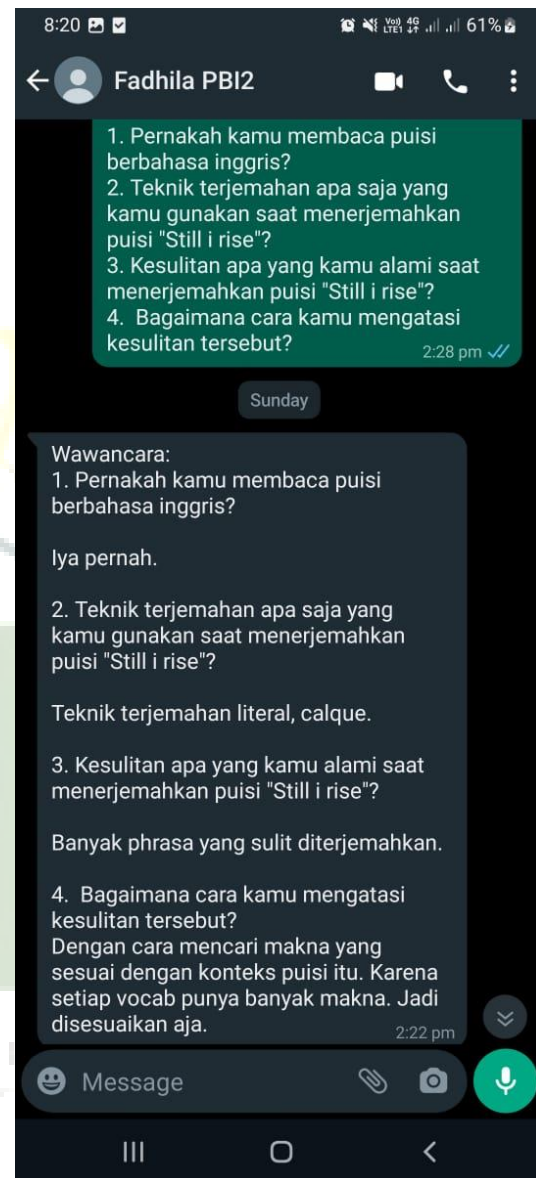 8:20
Voo) 4G
LTE1 61%
Fadhila PBI2
1. Pernakah kamu membaca puisi
berbahasa inggris?
2. Teknik terjemahan apa saja yang
kamu gunakan saat menerjemahkan
puisi "Still i rise"?
3. Kesulitan apa yang kamu alami saat
menerjemahkan puisi "Still i rise"?
4. Bagaimana cara kamu mengatasi
kesulitan tersebut?
2:28 pm
Sunday
Wawancara:
1. Pernakah kamu membaca puisi
berbahasa inggris?
Iya pernah.
2. Teknik terjemahan apa saja yang
kamu gunakan saat menerjemahkan
puisi "Still i rise"?
Teknik terjemahan literal, calque.
3. Kesulitan apa yang kamu alami saat
menerjemahkan puisi "Still i rise"?
Banyak phrasa yang sulit diterjemahkan.
4. Bagaimana cara kamu mengatasi
kesulitan tersebut?
Dengan cara mencari makna yang
sesuai dengan konteks puisi itu. Karena
setiap vocab punya banyak makna. Jadi
disesuaikan aja.
2:22 pm
Message